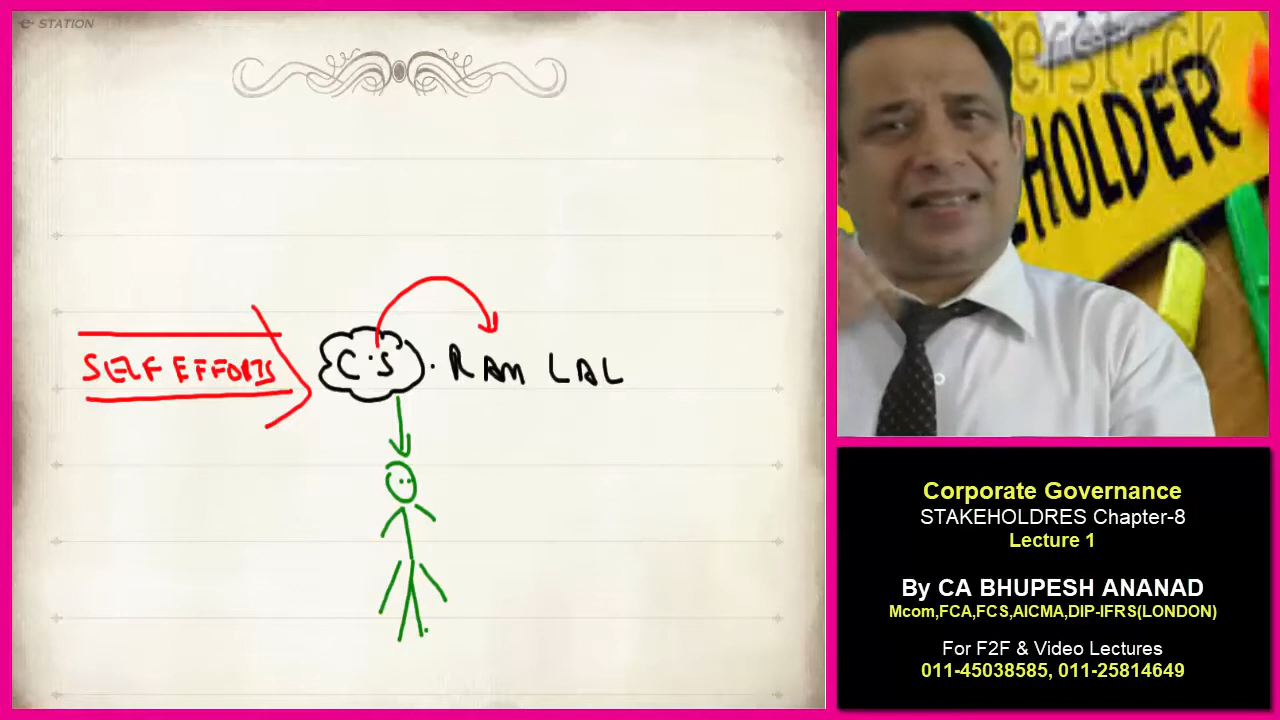 e- STATION
SELF EFFORTS
C.S. RAM LAL
terstock
HOLDER
Corporate Governance
STAKEHOLDRES Chapter-8
Lecture 1
By CA BHUPESH ANANAD
Mcom,FCA,FCS,AICMA,DIP-IFRS(LONDON)
For F2F & Video Lectures
011-45038585, 011-25814649